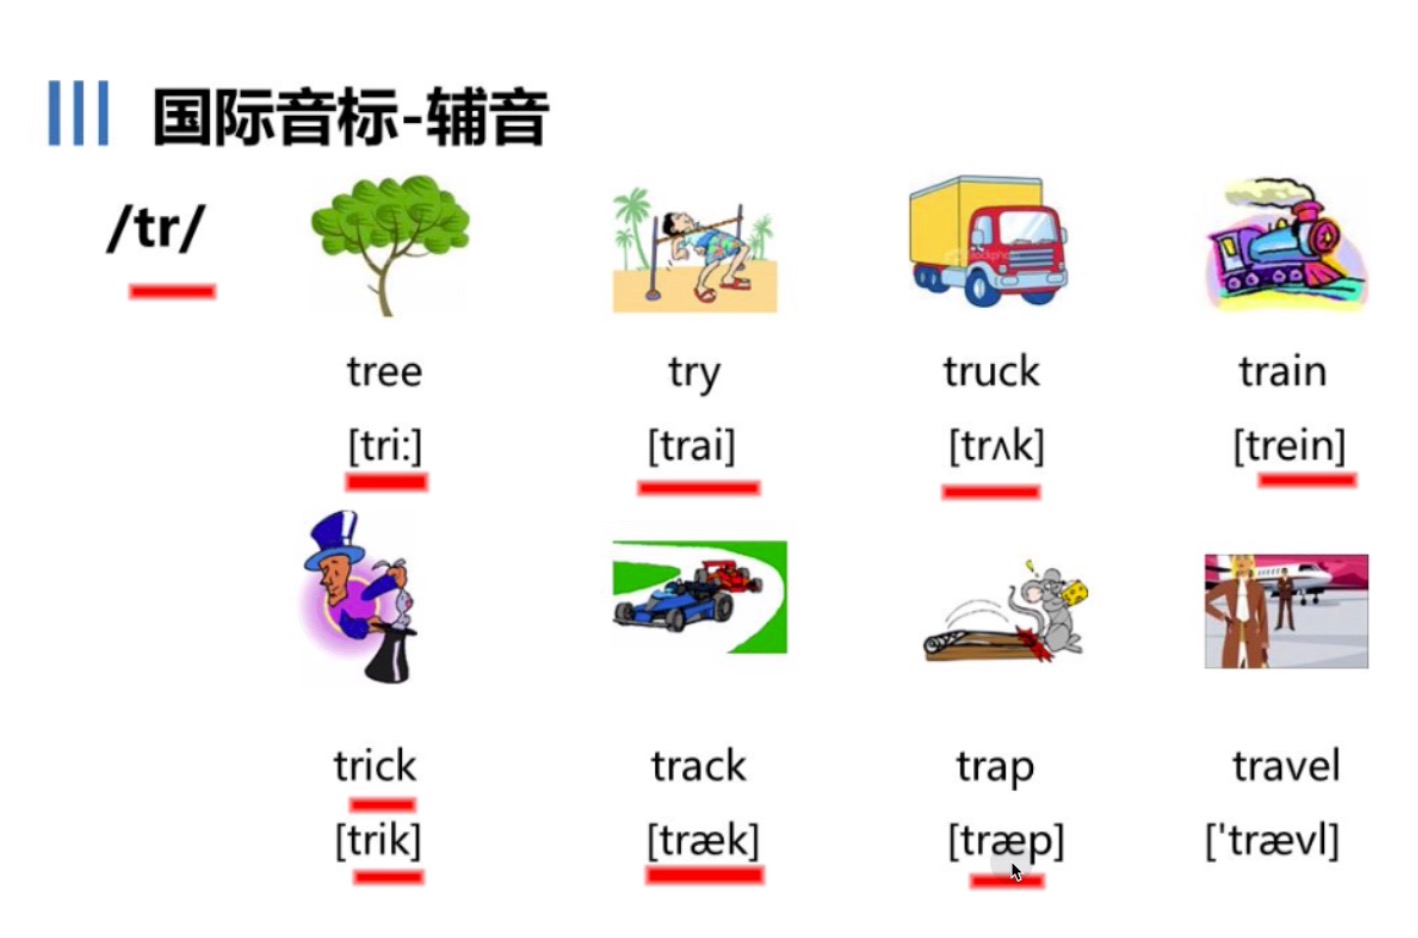 国际音标-辅音
/tr/
tree try truck train
[tri:] [trai] [trʌk] [trein]
trick track trap travel
[trik] [træk] [træp] ['trævl]